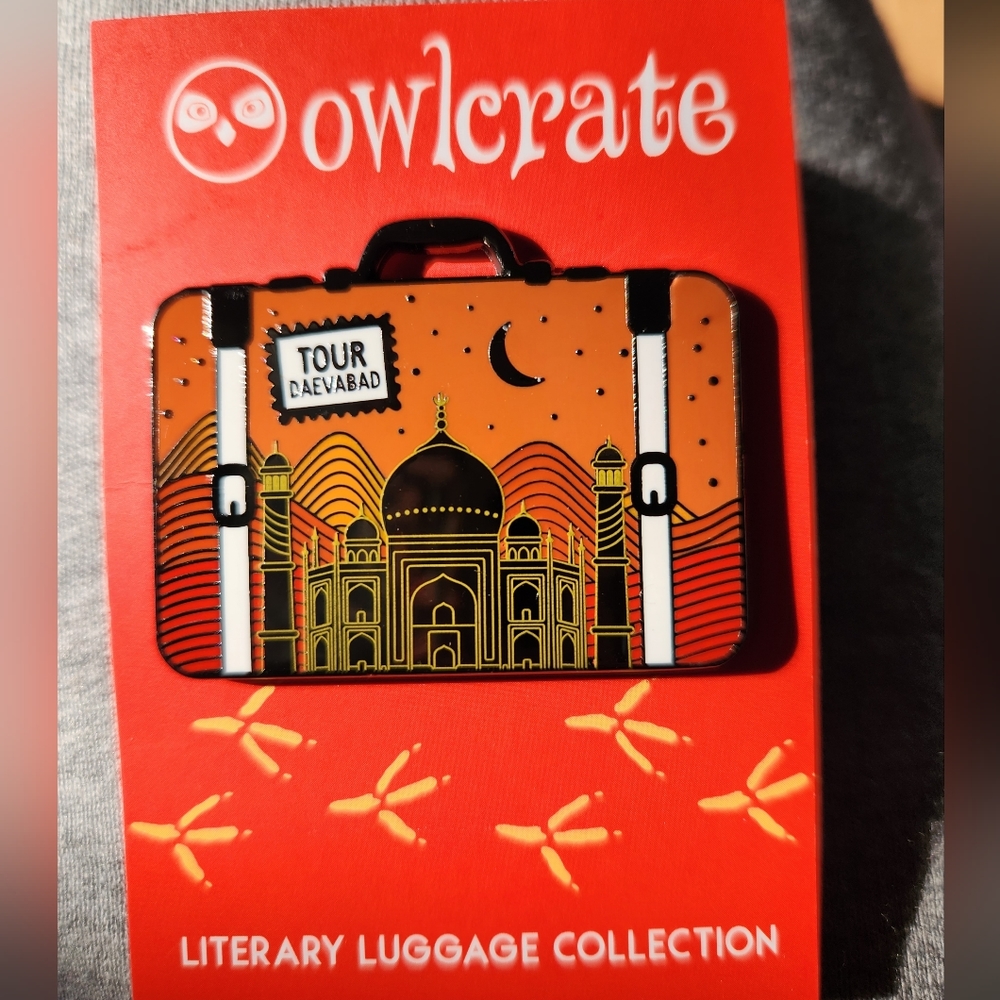 owlcrate
TOUR
DAEVABAD
LITERARY LUGGAGE COLLECTION